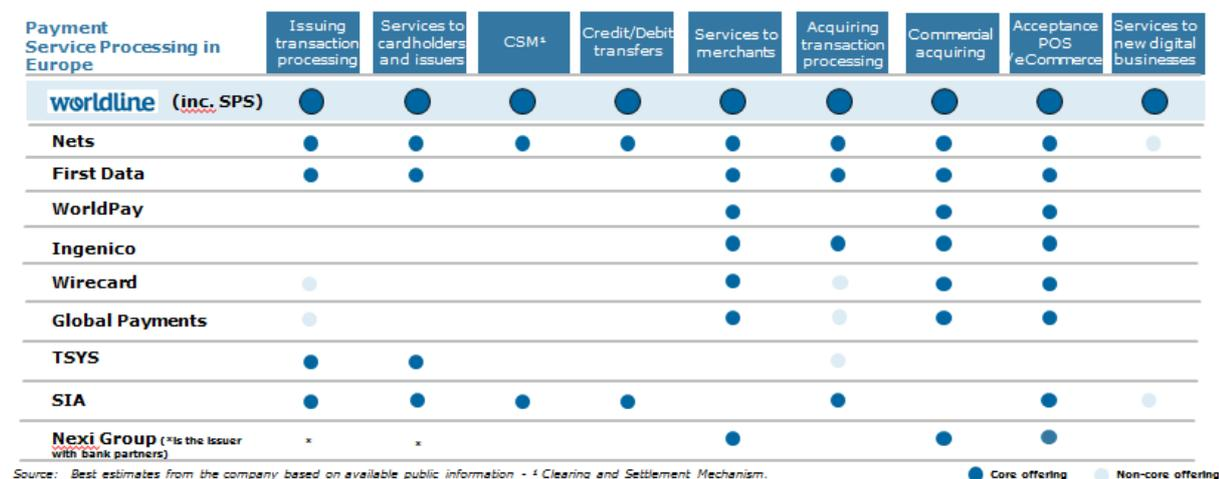 Payment
Service Processing in
Europe
Issuing
transaction
processing
Services to
cardholders
and issuers
CSM¹
Credit/Debit
transfers
Services to
merchants
Acquiring
transaction
processing
Commercial
acquiring
Acceptance
POS
/eCommerce
Services to
new digital
businesses
worldline (inc. SPS)
Nets
First Data
WorldPay
Ingenico
Wirecard
Global Payments
TSYS
SIA
Nexi Group (*is the issuer
with bank partners)
* *
Source: Best estimates from the company based on available public information - ¹ Clearing and Settlement Mechanism.
Core offering Non-core offering